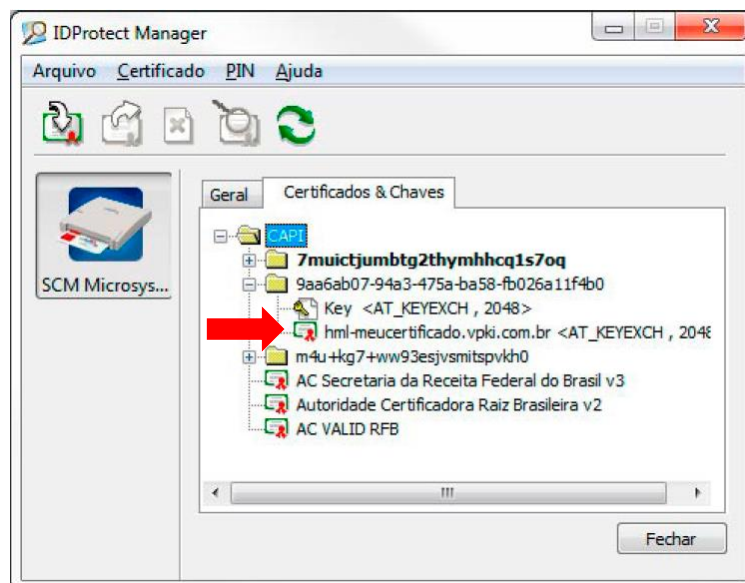 IDProtect Manager
Arquivo Certificado PIN Ajuda
Geral Certificados & Chaves
SCM Microsys...
CAPI
7muictjumbtg2thymhhcq1s7oq
9aa6ab07-94a3-475a-ba58-fb026a11f4b0
Key <AT_KEYEXCH , 2048>
hml-meucertificado.vpki.com.br <AT_KEYEXCH , 2048
m4u+kg7+ww93esjvsmitspvkh0
AC Secretaria da Receita Federal do Brasil v3
Autoridade Certificadora Raiz Brasileira v2
AC VALID RFB
Fechar